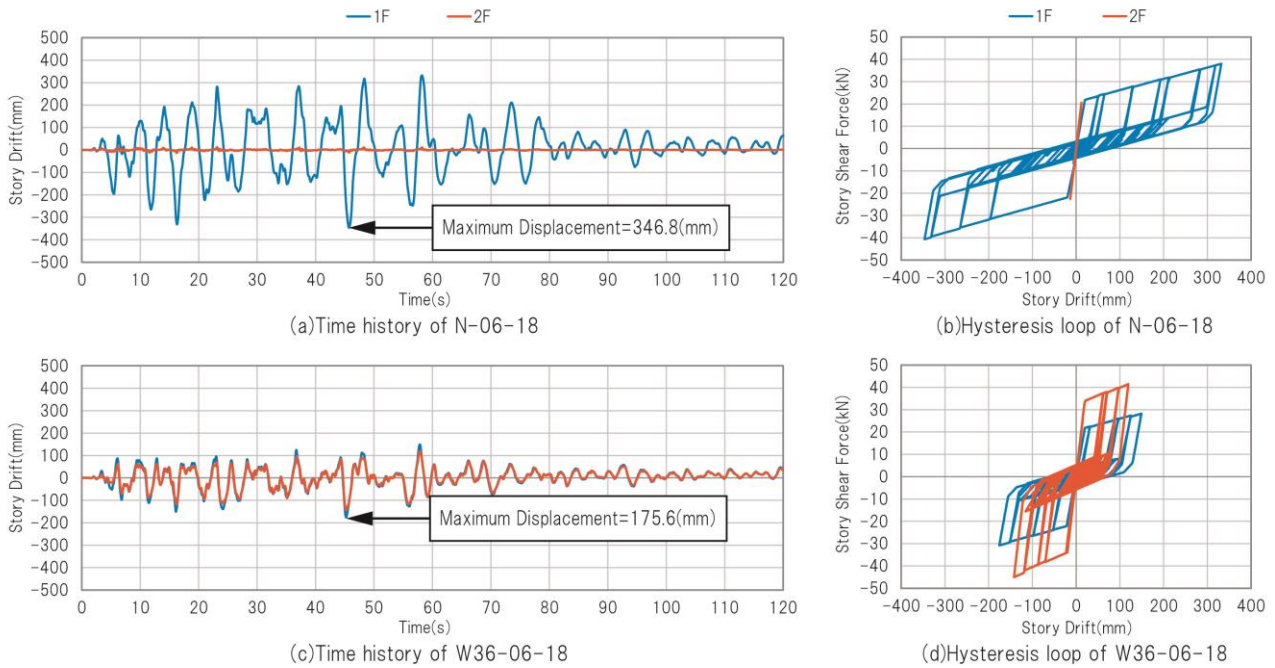 1F 2F
500
400
300
200
100
0
-100
-200
-300
-400
-500
Story Drift(mm)
Maximum Displacement=346.8(mm)
0 10 20 30 40 50 60 70 80 90 100 110 120
Time(s)
(a)Time history of N-06-18
1F 2F
50
40
30
20
10
0
-10
-20
-30
-40
-50
Story Shear Force(kN)
-400 -300 -200 -100 0 100 200 300 400
Story Drift(mm)
(b)Hysteresis loop of N-06-18
500
400
300
200
100
0
-100
-200
-300
-400
-500
Story Drift(mm)
Maximum Displacement=175.6(mm)
0 10 20 30 40 50 60 70 80 90 100 110 120
Time(s)
(c)Time history of W36-06-18
50
40
30
20
10
0
-10
-20
-30
-40
-50
Story Shear Force(kN)
-400 -300 -200 -100 0 100 200 300 400
Story Drift(mm)
(d)Hysteresis loop of W36-06-18